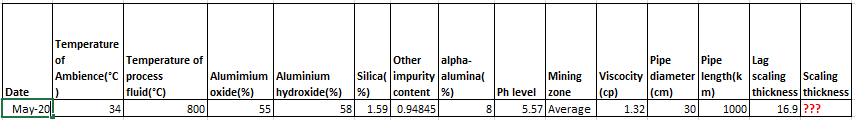 Date
Temperature
of
Ambience(°C
)
Temperature of
process
fluid(°C)
Alumimium
oxide(%)
Aluminium
hydroxide(%)
Silica(
%)
Other
impurity
content
alpha-
alumina(
%)
Ph level
Mining
zone
Viscocity
(cp)
Pipe
diameter
(cm)
Pipe
length(k
m)
Lag
scaling
thickness
Scaling
thickness
May-20 34 800 55 58 1.59 0.94845 8 5.57 Average 1.32 30 1000 16.9 ???